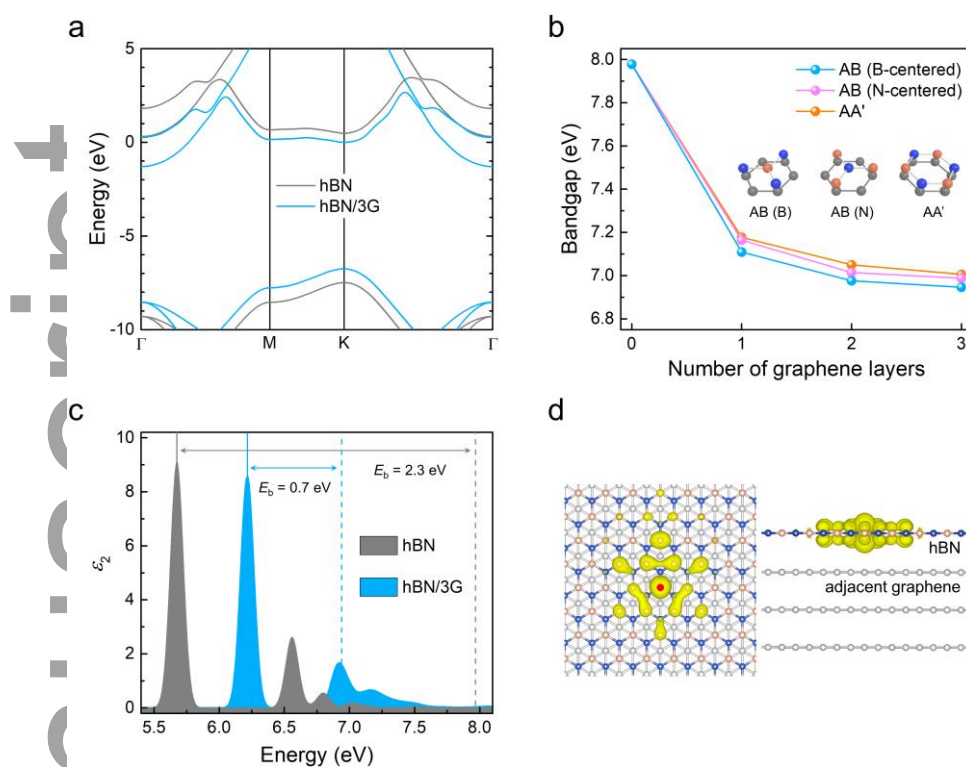 a
5
0
-5
-10
Energy (eV)
hBN
hBN/3G
Γ
M
K
Γ
b
8.0
7.8
7.6
7.4
7.2
7.0
6.8
6.6
Bandgap (eV)
AB (B-centered)
AB (N-centered)
AA'
AB (B)
AB (N)
AA'
0
1
2
3
Number of graphene layers
c
10
8
6
4
2
0
ε2
Eb = 2.3 eV
Eb = 0.7 eV
hBN
hBN/3G
5.5
6.0
6.5
7.0
7.5
8.0
Energy (eV)
d
hBN
adjacent graphene